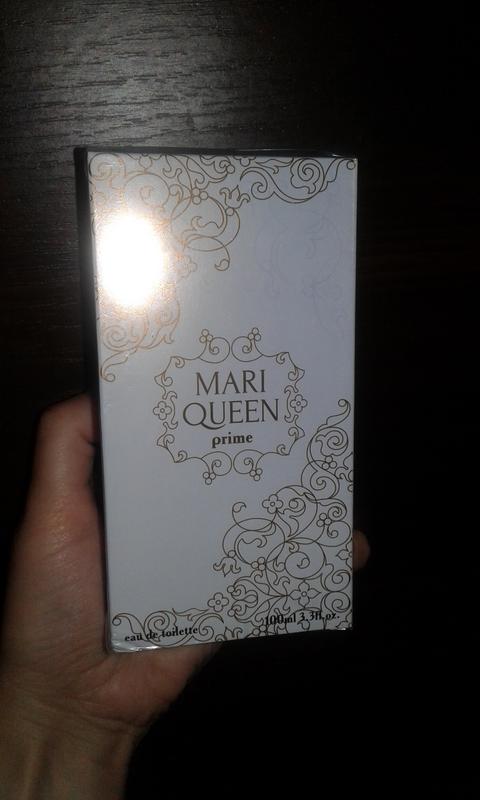 MARI
QUEEN
prime
eau de toilette
100ml 3.3fl.oz.